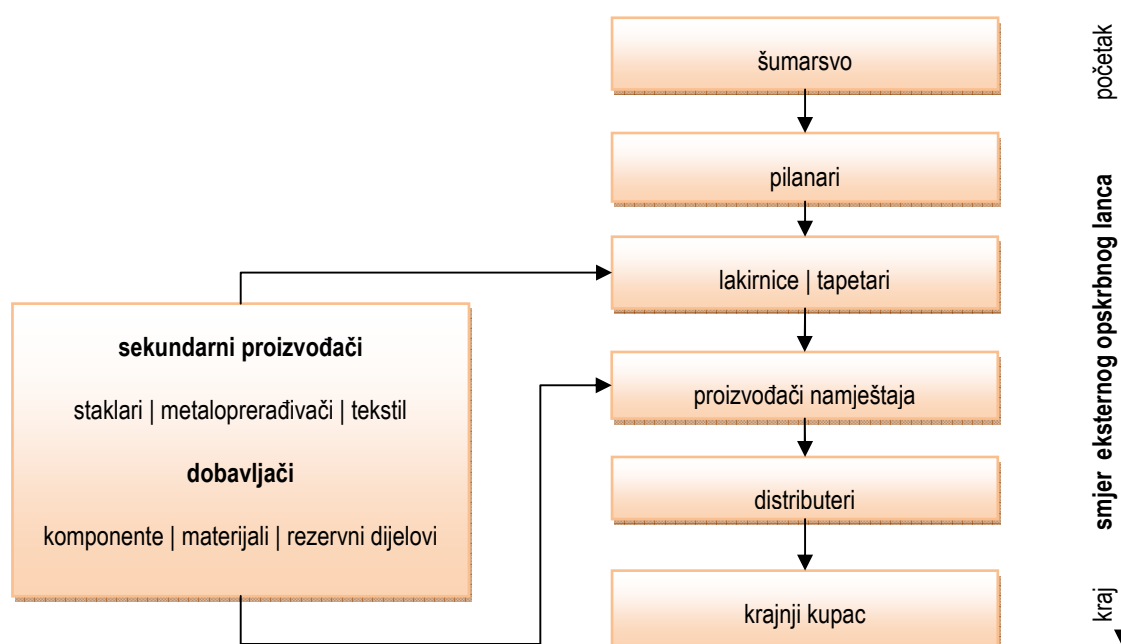 šumarsvo
pilanari
lakirnice | tapetari
proizvođači namještaja
distributeri
krajnji kupac
sekundarni proizvođači
staklari | metaloprerađivači | tekstil
dobavljači
komponente | materijali | rezervni dijelovi
početak
smjer eksternog opskrbnog lanca
kraj